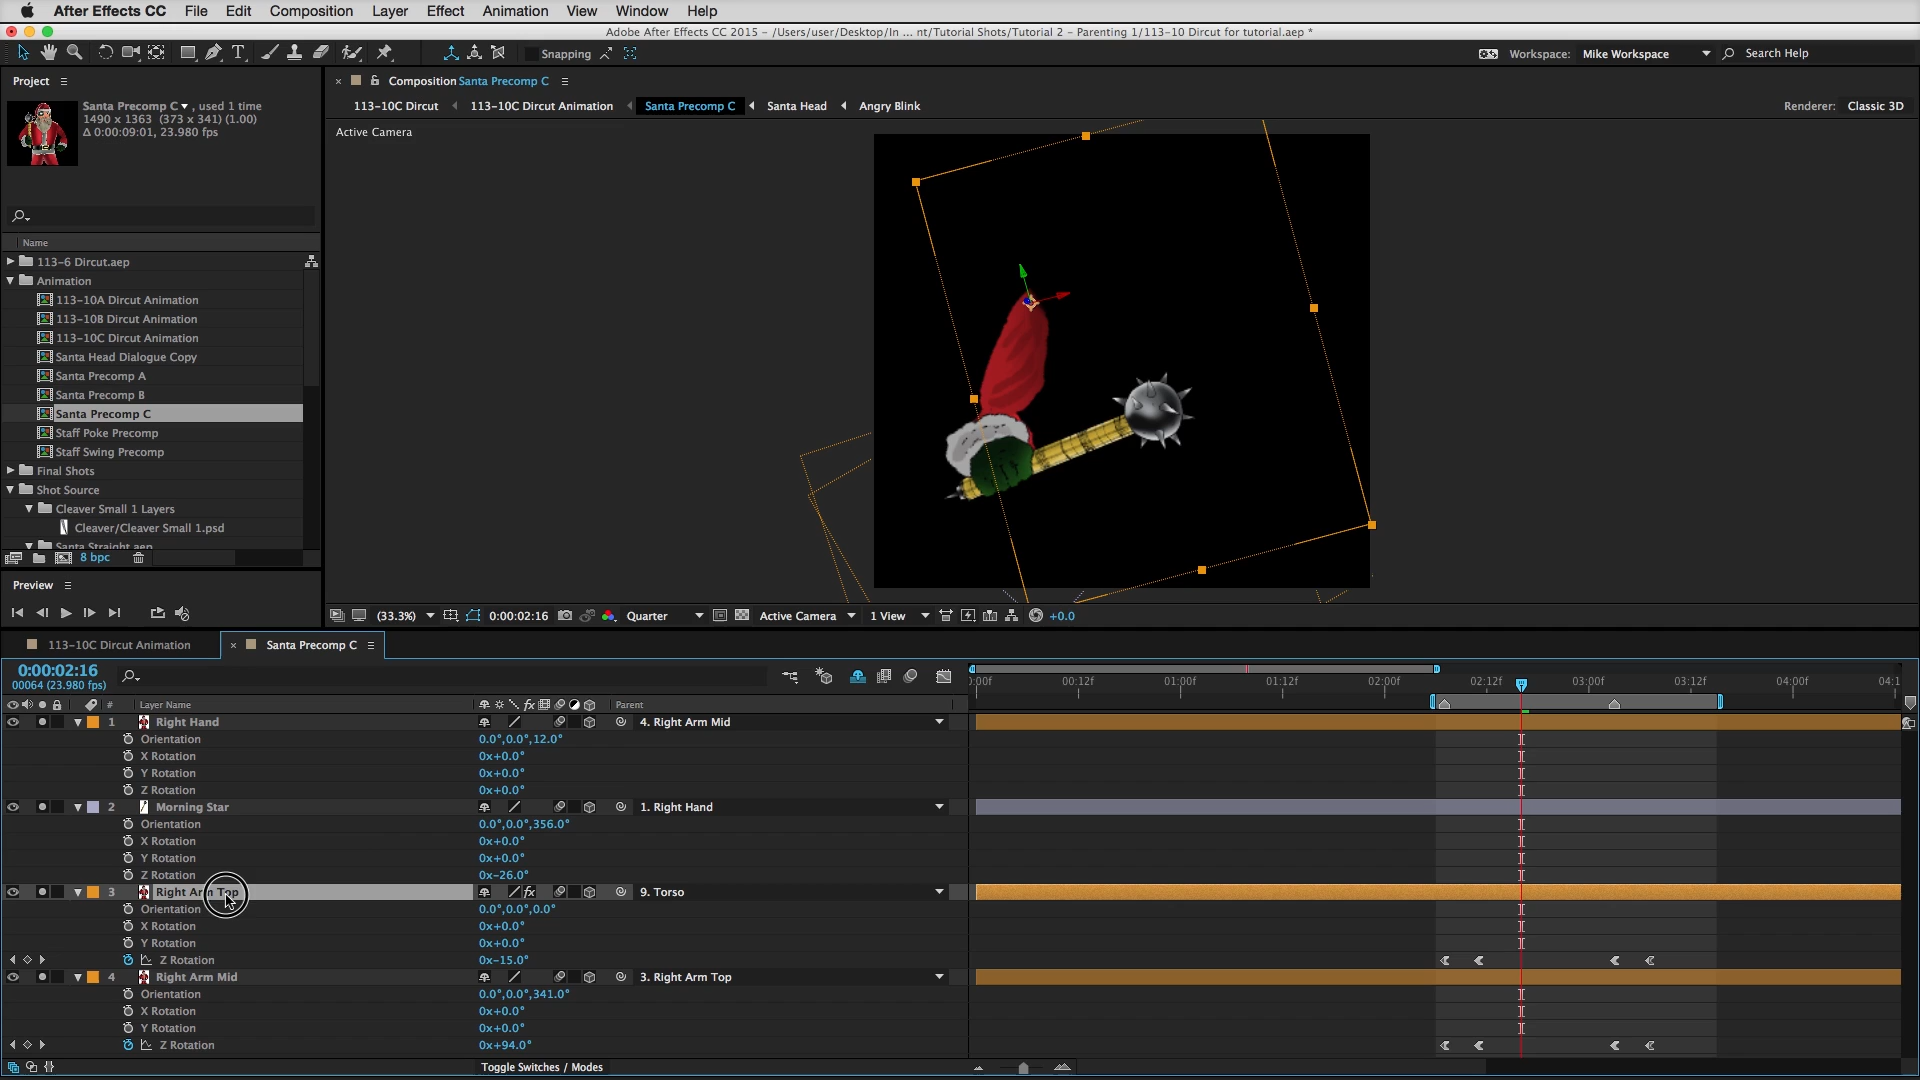 After Effects CC File Edit Composition Layer Effect Animation View Window Help
Adobe After Effects CC 2015 - /Users/user/Desktop/In ... nt/Tutorial Shots/Tutorial 2 - Parenting 1/113-10 Dircut for tutorial.aep *
Snapping
Workspace: Mike Workspace
Search Help
Project
Composition Santa Precomp C
Santa Precomp C , used 1 time
1490 x 1363 (373 x 341) (1.00)
Δ 0:00:09:01, 23.980 fps
113-10C Dircut 113-10C Dircut Animation Santa Precomp C Santa Head Angry Blink
Renderer: Classic 3D
Active Camera
Name
113-6 Dircut.aep
Animation
113-10A Dircut Animation
113-10B Dircut Animation
113-10C Dircut Animation
Santa Head Dialogue Copy
Santa Precomp A
Santa Precomp B
Santa Precomp C
Staff Poke Precomp
Staff Swing Precomp
Final Shots
Shot Source
Cleaver Small 1 Layers
Cleaver/Cleaver Small 1.psd
Santa Straight.aep
8 bpc
Preview
(33.3%) 0:00:02:16 Quarter Active Camera 1 View +0.0
113-10C Dircut Animation Santa Precomp C
0:00:02:16
00064 (23.980 fps)
):00f 00:12f 01:00f 01:12f 02:00f 02:12f 03:00f 03:12f 04:00f 04:1
# Layer Name fx Parent
1 Right Hand 4. Right Arm Mid
Orientation 0.0°,0.0°,12.0°
X Rotation 0x+0.0°
Y Rotation 0x+0.0°
Z Rotation 0x+0.0°
2 Morning Star 1. Right Hand
Orientation 0.0°,0.0°,356.0°
X Rotation 0x+0.0°
Y Rotation 0x+0.0°
Z Rotation 0x-26.0°
3 Right Arm Top fx 9. Torso
Orientation 0.0°,0.0°,0.0°
X Rotation 0x+0.0°
Y Rotation 0x+0.0°
Z Rotation 0x-15.0°
4 Right Arm Mid 3. Right Arm Top
Orientation 0.0°,0.0°,341.0°
X Rotation 0x+0.0°
Y Rotation 0x+0.0°
Z Rotation 0x+94.0°
Toggle Switches / Modes